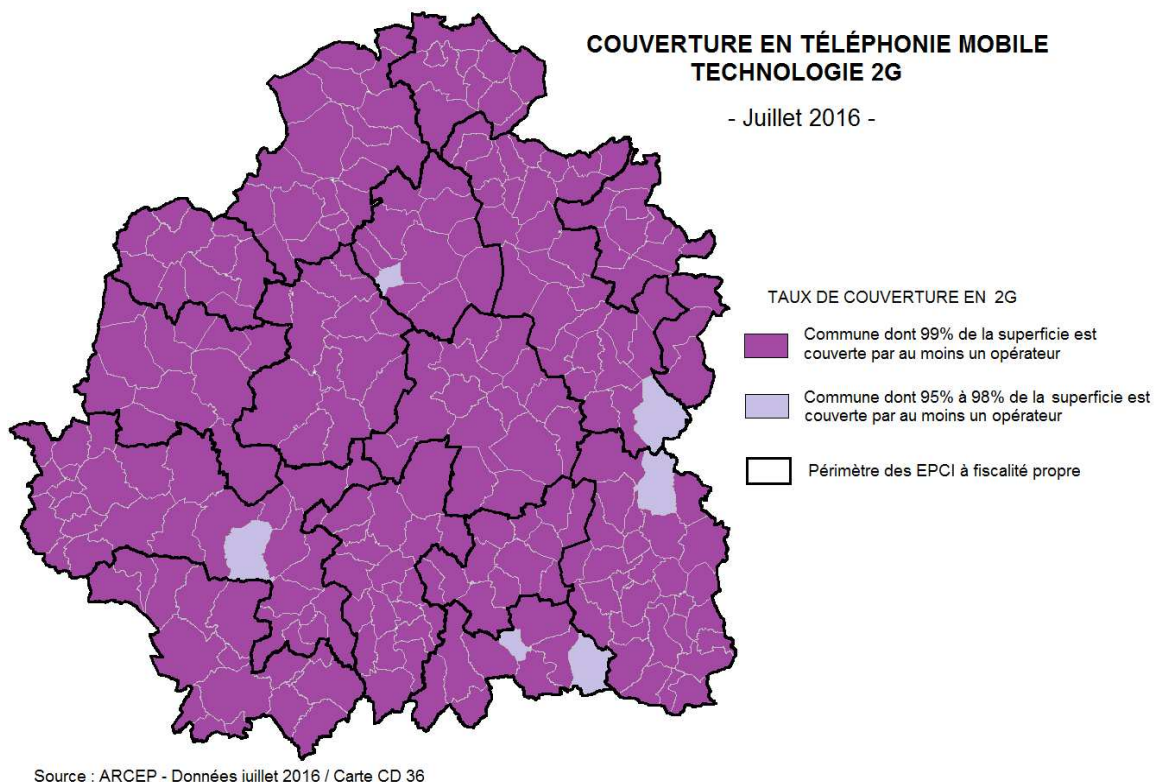 COUVERTURE EN TÉLÉPHONIE MOBILE
TECHNOLOGIE 2G
- Juillet 2016 -
TAUX DE COUVERTURE EN 2G
Commune dont 99% de la superficie est
couverte par au moins un opérateur
Commune dont 95% à 98% de la superficie est
couverte par au moins un opérateur
Périmètre des EPCI à fiscalité propre
Source : ARCEP - Données juillet 2016 / Carte CD 36